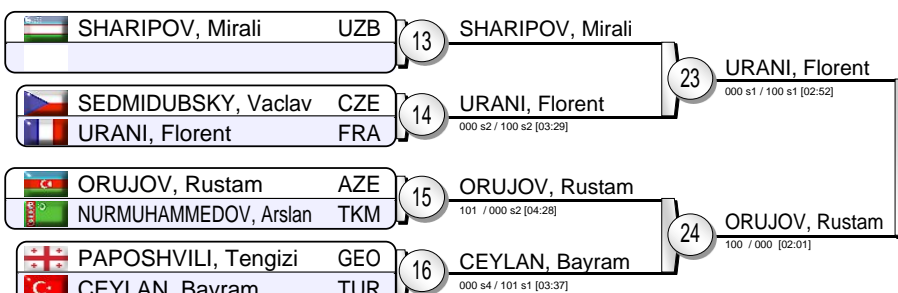 SHARIPOV, Mirali UZB
13
SHARIPOV, Mirali
SEDMIDUBSKY, Vaclav CZE
URANI, Florent FRA
14
URANI, Florent
000 s2 / 100 s2 [03:29]
23
URANI, Florent
000 s1 / 100 s1 [02:52]
ORUJOV, Rustam AZE
NURMUHAMMEDOV, Arslan TKM
15
ORUJOV, Rustam
101 / 000 s2 [04:28]
PAPOSHVILI, Tengizi GEO
CEYLAN, Bayram TUR
16
CEYLAN, Bayram
000 s4 / 101 s1 [03:37]
24
ORUJOV, Rustam
100 / 000 [02:01]